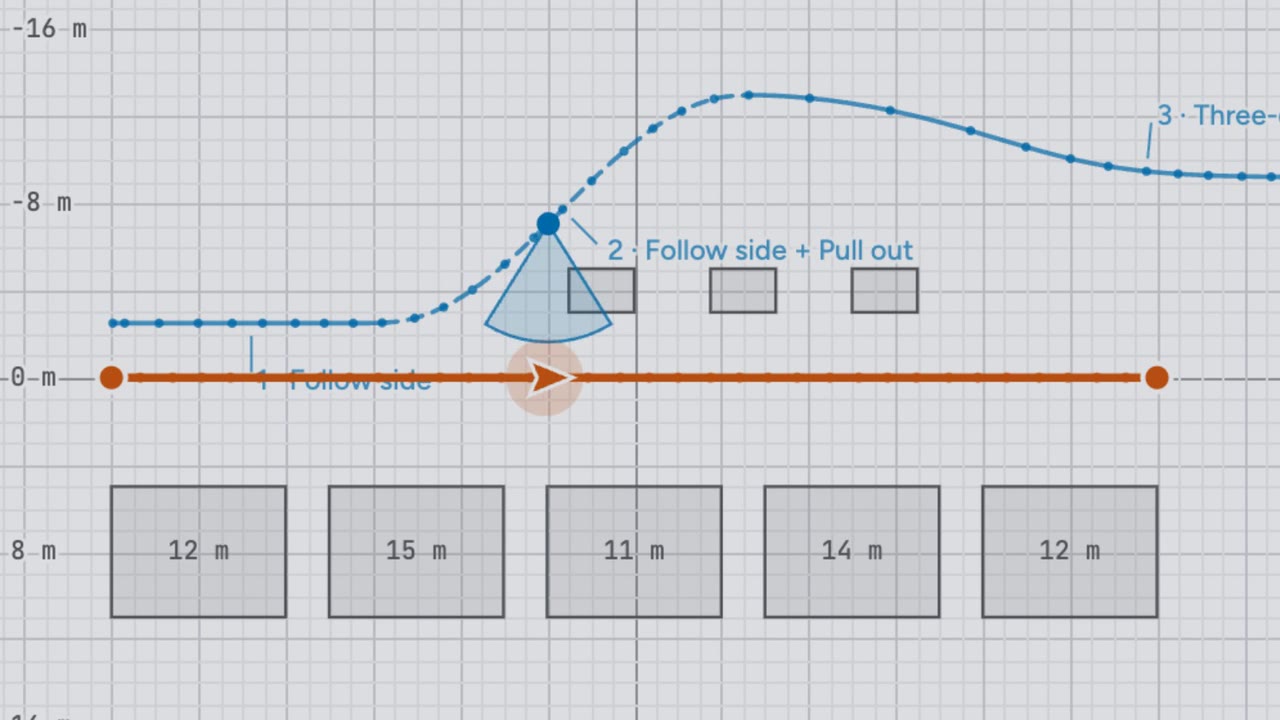 -16 m
3 · Three-
-8 m
2 · Follow side + Pull out
0 m
1 · Follow side
8 m
12 m
15 m
11 m
14 m
12 m